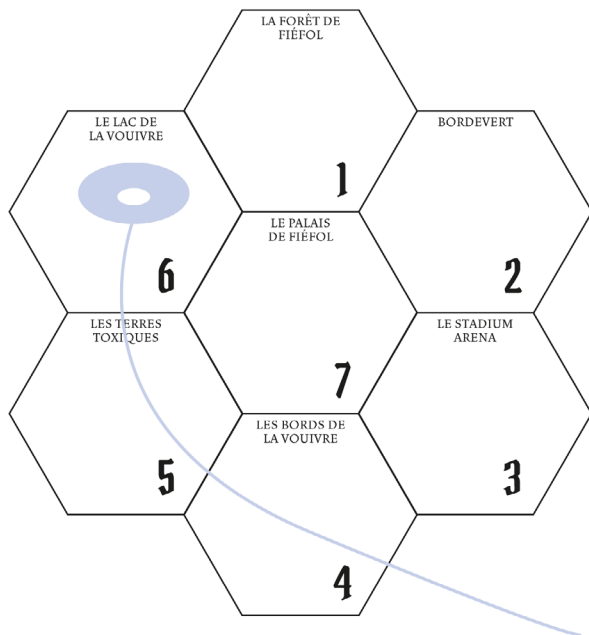 LA FORÊT DE
FIÉFOL
1
LE LAC DE
LA VOUIVRE
6
BORDEVERT
2
LE PALAIS
DE FIÉFOL
7
LES TERRES
TOXIQUES
5
LE STADIUM
ARENA
3
LES BORDS DE
LA VOUIVRE
4